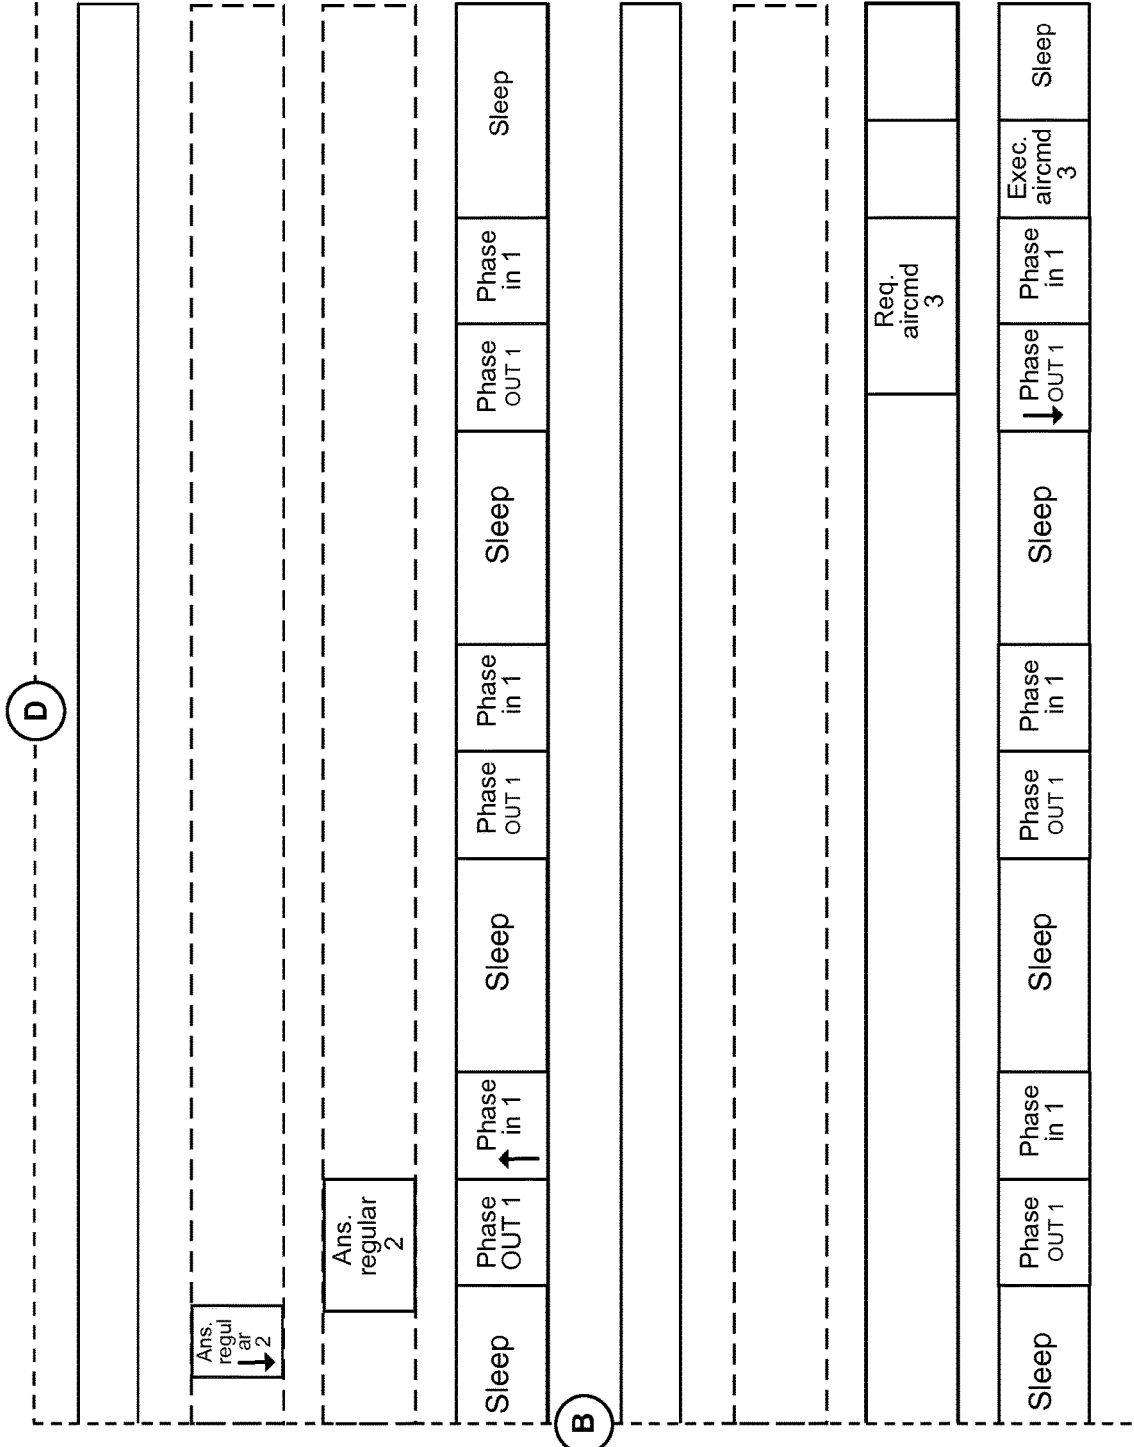 D
Ans.
regul
ar
2
Ans.
regular
2
Sleep
Phase
OUT 1
Phase
in 1
Sleep
Phase
OUT 1
Phase
in 1
Sleep
Phase
OUT 1
Phase
in 1
Sleep
B
Req.
aircmd
3
Sleep
Phase
OUT 1
Phase
in 1
Sleep
Phase
OUT 1
Phase
in 1
Sleep
Phase
OUT 1
Phase
in 1
Exec.
aircmd
3
Sleep